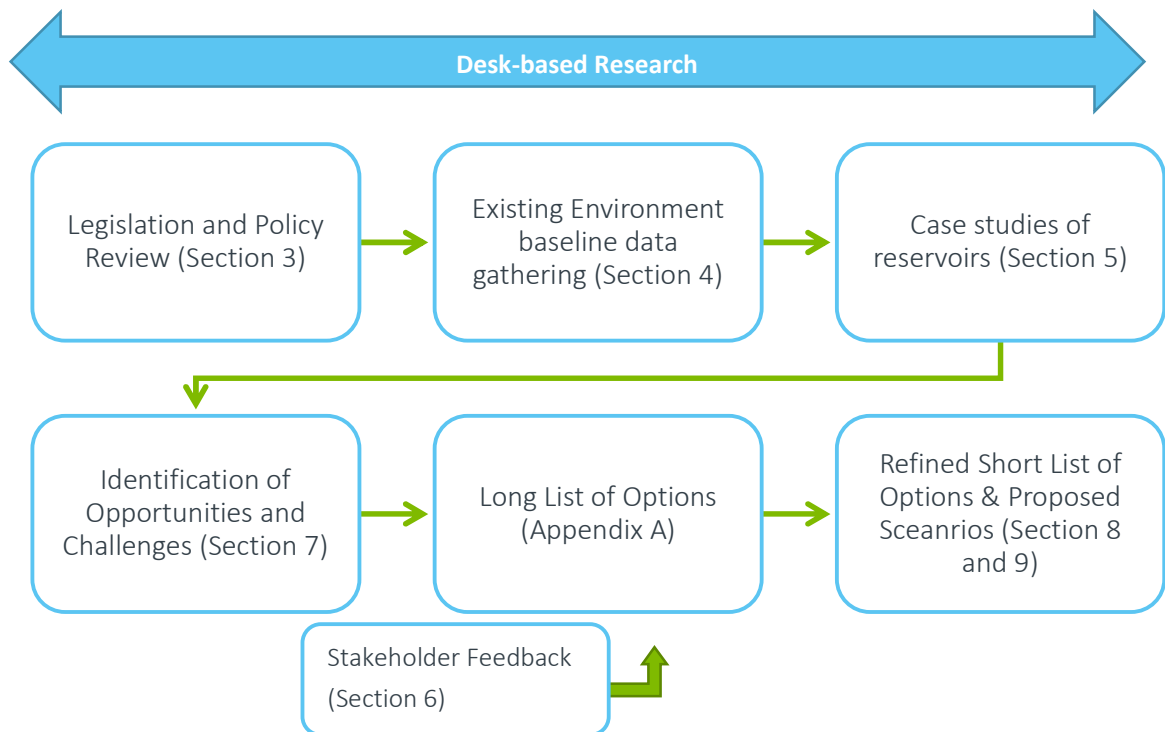 Desk-based Research
Legislation and Policy
Review (Section 3)
Existing Environment
baseline data
gathering (Section 4)
Case studies of
reservoirs (Section 5)
Identification of
Opportunities and
Challenges (Section 7)
Long List of Options
(Appendix A)
Refined Short List of
Options & Proposed
Sceanrios (Section 8
and 9)
Stakeholder Feedback
(Section 6)